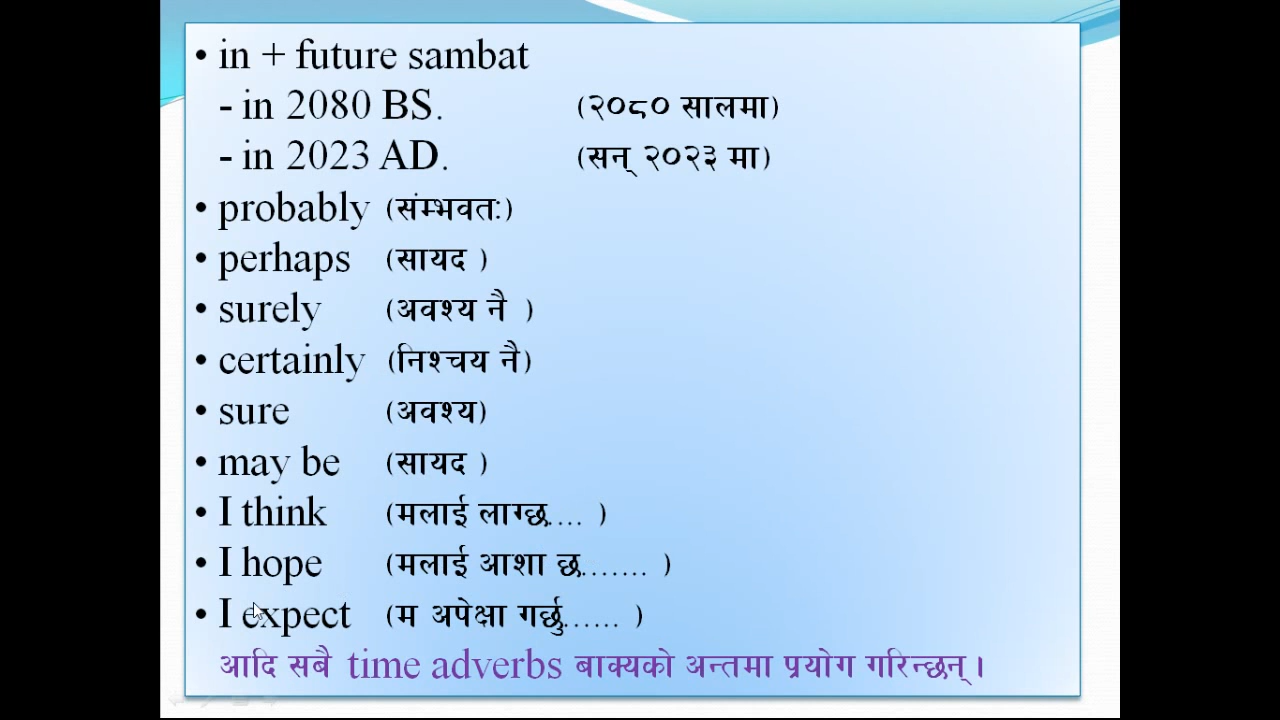 • in + future sambat
- in 2080 BS. (२०८० सालमा)
- in 2023 AD. (सन् २०२३ मा)
• probably (संम्भवतः)
• perhaps (सायद )
• surely (अवश्य नै )
• certainly (निश्चय नै)
• sure (अवश्य)
• may be (सायद )
• I think (मलाई लाग्छ.... )
• I hope (मलाई आशा छ....... )
• I expect (म अपेक्षा गर्छु...... )
आदि सबै time adverbs बाक्यको अन्तमा प्रयोग गरिन्छन् ।